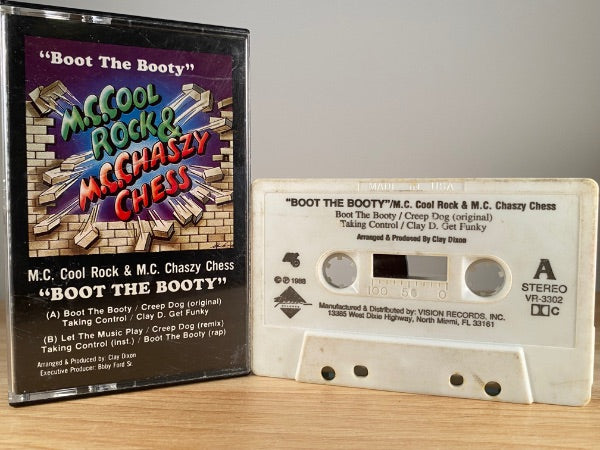 "Boot The Booty"
M.C. COOL
ROCK &
M.C. CHASZY
CHESS
M.C. Cool Rock & M.C. Chaszy Chess
"BOOT THE BOOTY"
(A) Boot The Booty / Creep Dog (original)
Taking Control / Clay D. Get Funky
(B) Let The Music Play / Creep Dog (remix)
Taking Control (inst.) / Boot The Booty (rap)
Arranged & Produced by: Clay Dixon
Executive Producer: Bbby Ford Sr.
MADE IN USA
"BOOT THE BOOTY"/M.C. Cool Rock & M.C. Chaszy Chess
Boot The Booty / Creep Dog (original)
Taking Control / Clay D. Get Funky
Arranged & Produced By Clay Dixon
A
STEREO
VR-3302
C
© ℗ 1988
100 50 0
Manufactured & Distributed by: VISION RECORDS, INC.
13385 West Dixie Highway, North Mirmi, FL 33161